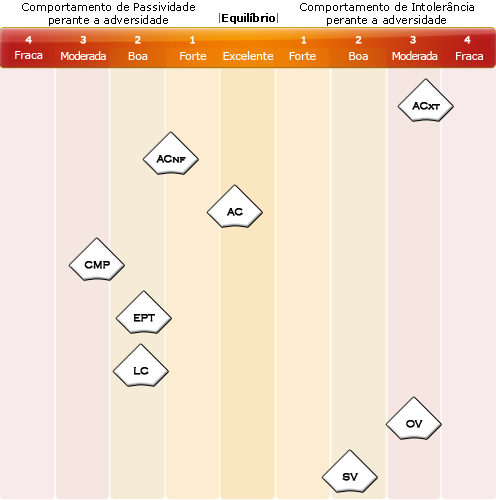 Comportamento de Passividade
perante a adversidade
|Equilíbrio|
Comportamento de Intolerância
perante a adversidade
4 3 2 1 1 2 3 4
Fraca Moderada Boa Forte Excelente Forte Boa Moderada Fraca
ACXT
ACNF
AC
CMP
EPT
LC
OV
SV